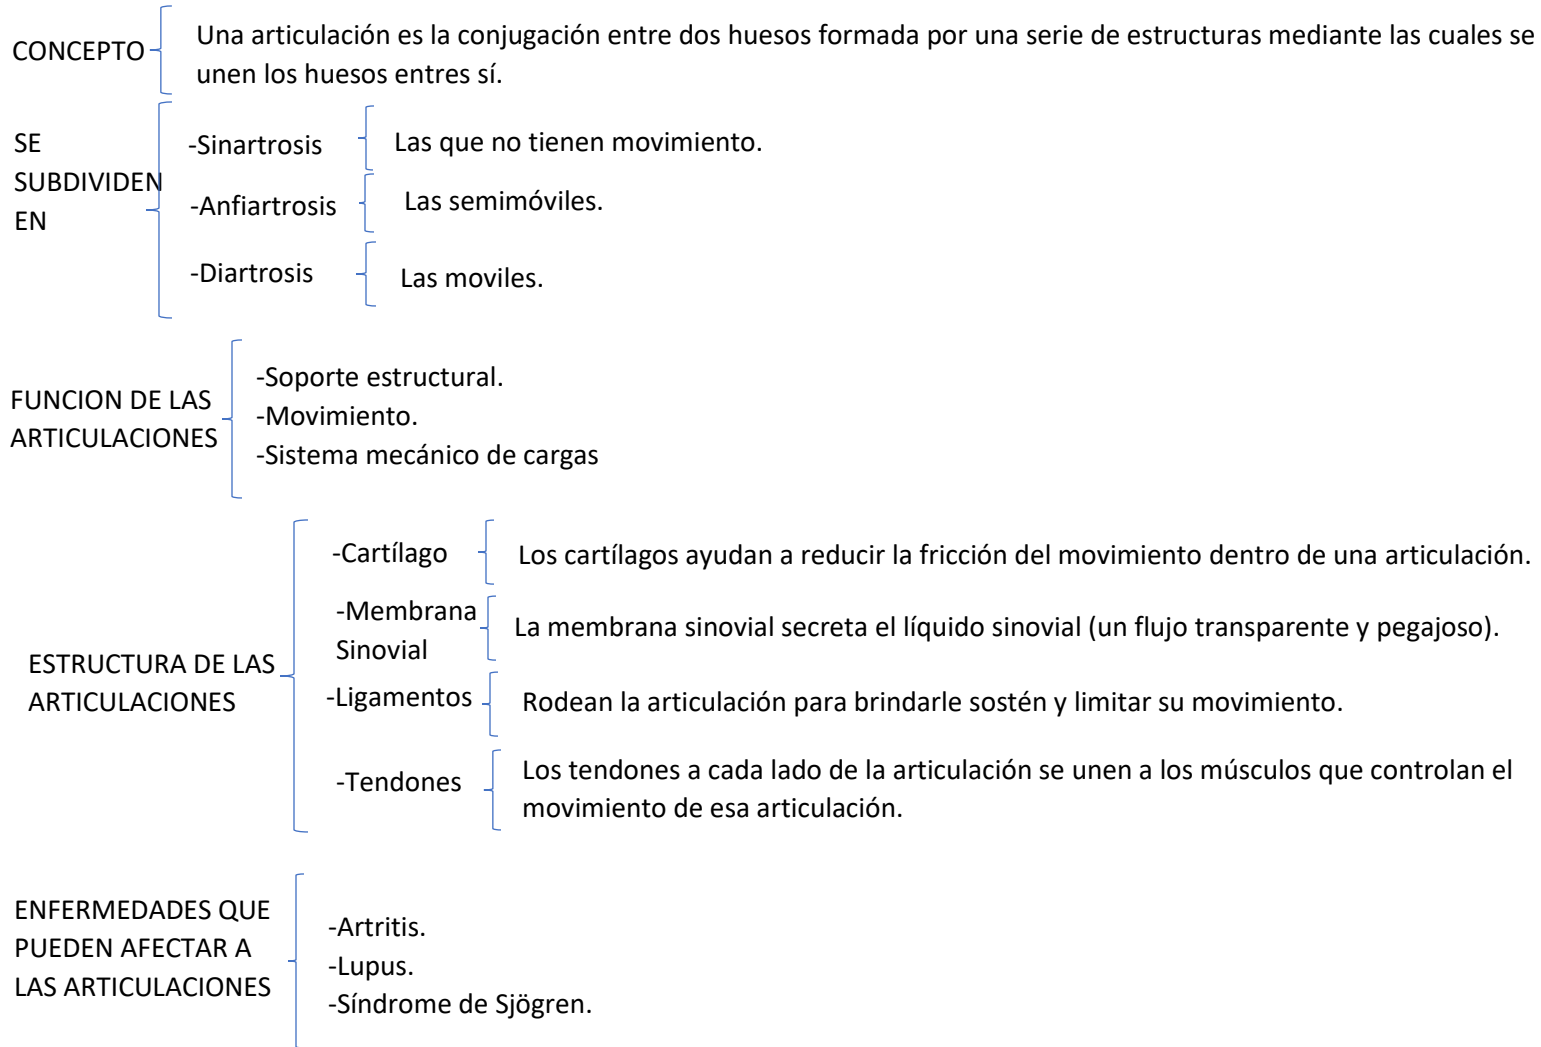 CONCEPTO
Una articulación es la conjugación entre dos huesos formada por una serie de estructuras mediante las cuales se
unen los huesos entres sí.
SE
SUBDIVIDEN
EN
-Sinartrosis
Las que no tienen movimiento.
-Anfiartrosis
Las semimóviles.
-Diartrosis
Las moviles.
FUNCION DE LAS
ARTICULACIONES
-Soporte estructural.
-Movimiento.
-Sistema mecánico de cargas
ESTRUCTURA DE LAS
ARTICULACIONES
-Cartílago
Los cartílagos ayudan a reducir la fricción del movimiento dentro de una articulación.
-Membrana
Sinovial
La membrana sinovial secreta el líquido sinovial (un flujo transparente y pegajoso).
-Ligamentos
Rodean la articulación para brindarle sostén y limitar su movimiento.
-Tendones
Los tendones a cada lado de la articulación se unen a los músculos que controlan el
movimiento de esa articulación.
ENFERMEDADES QUE
PUEDEN AFECTAR A
LAS ARTICULACIONES
-Artritis.
-Lupus.
-Síndrome de Sjögren.